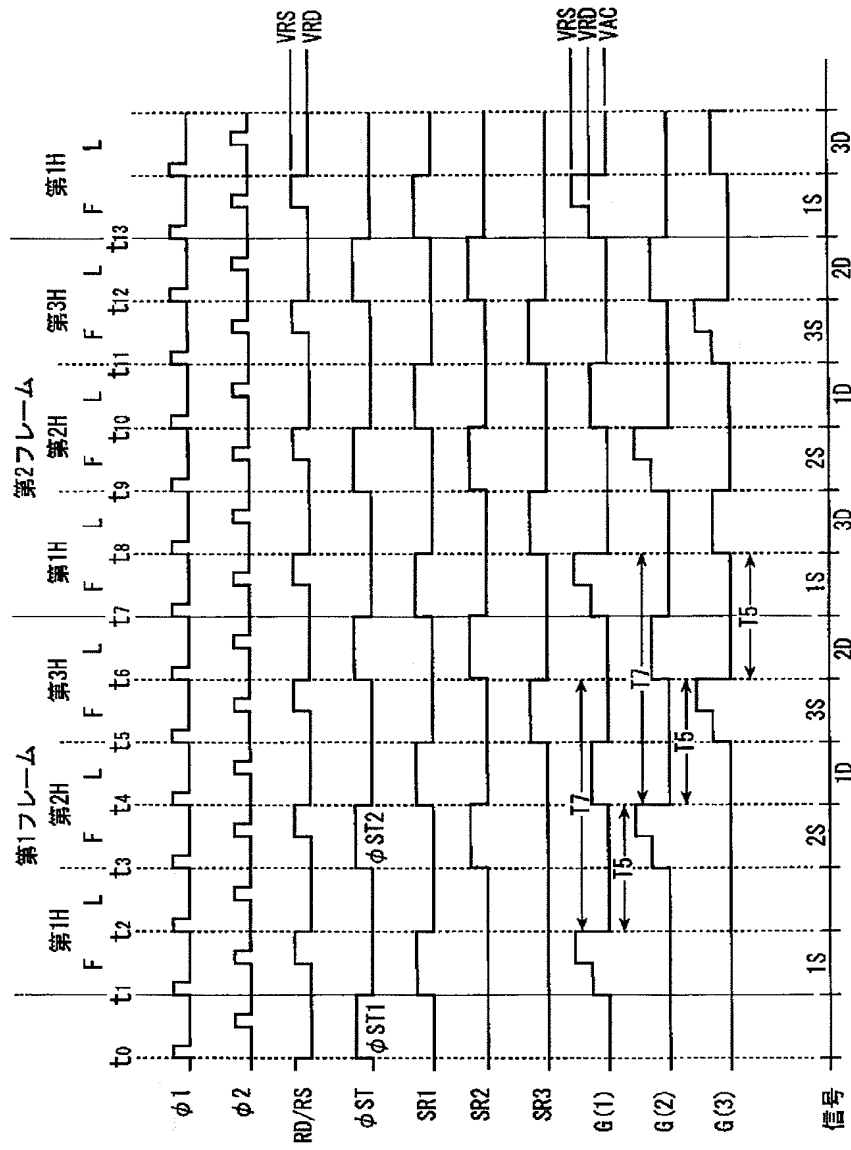 第1フレーム 第2フレーム
第1H 第2H 第3H 第1H 第2H 第3H 第1H
F L F L F L F L F L F L F L
t0 t1 t2 t3 t4 t5 t6 t7 t8 t9 t10 t11 t12 t13
φ1
φ2
RD/RS VRS
VRD
φST φST1 φST2
SR1
SR2
SR3
G(1) T7 VRS
VRD
VAC
T5
G(2) T7
T5
G(3) T5
信号 1S 2S 1D 3S 2D 1S 3D 2S 1D 3S 2D 1S 3D